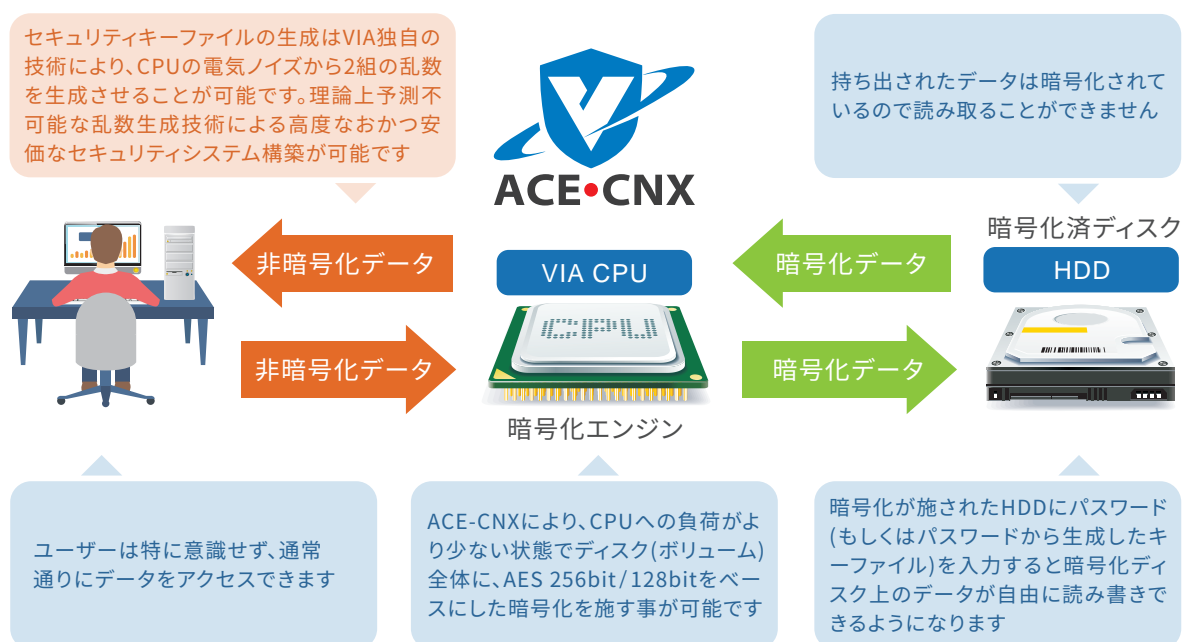 セキュリティキーファイルの生成はVIA独自の
技術により、CPUの電気ノイズから2組の乱数
を生成させることが可能です。理論上予測不
可能な乱数生成技術による高度なおかつ安
価なセキュリティシステム構築が可能です
ACE•CNX
持ち出されたデータは暗号化されて
いるので読み取ることができません
非暗号化データ
非暗号化データ
VIA CPU
CPU
暗号化エンジン
暗号化データ
暗号化データ
暗号化済ディスク
HDD
ユーザーは特に意識せず、通常
通りにデータをアクセスできます
ACE-CNXにより、CPUへの負荷がよ
り少ない状態でディスク(ボリューム)
全体に、AES 256bit/128bitをベー
スにした暗号化を施す事が可能です
暗号化が施されたHDDにパスワード
(もしくはパスワードから生成したキ
ーファイル)を入力すると暗号化ディ
スク上のデータが自由に読み書きで
きるようになります